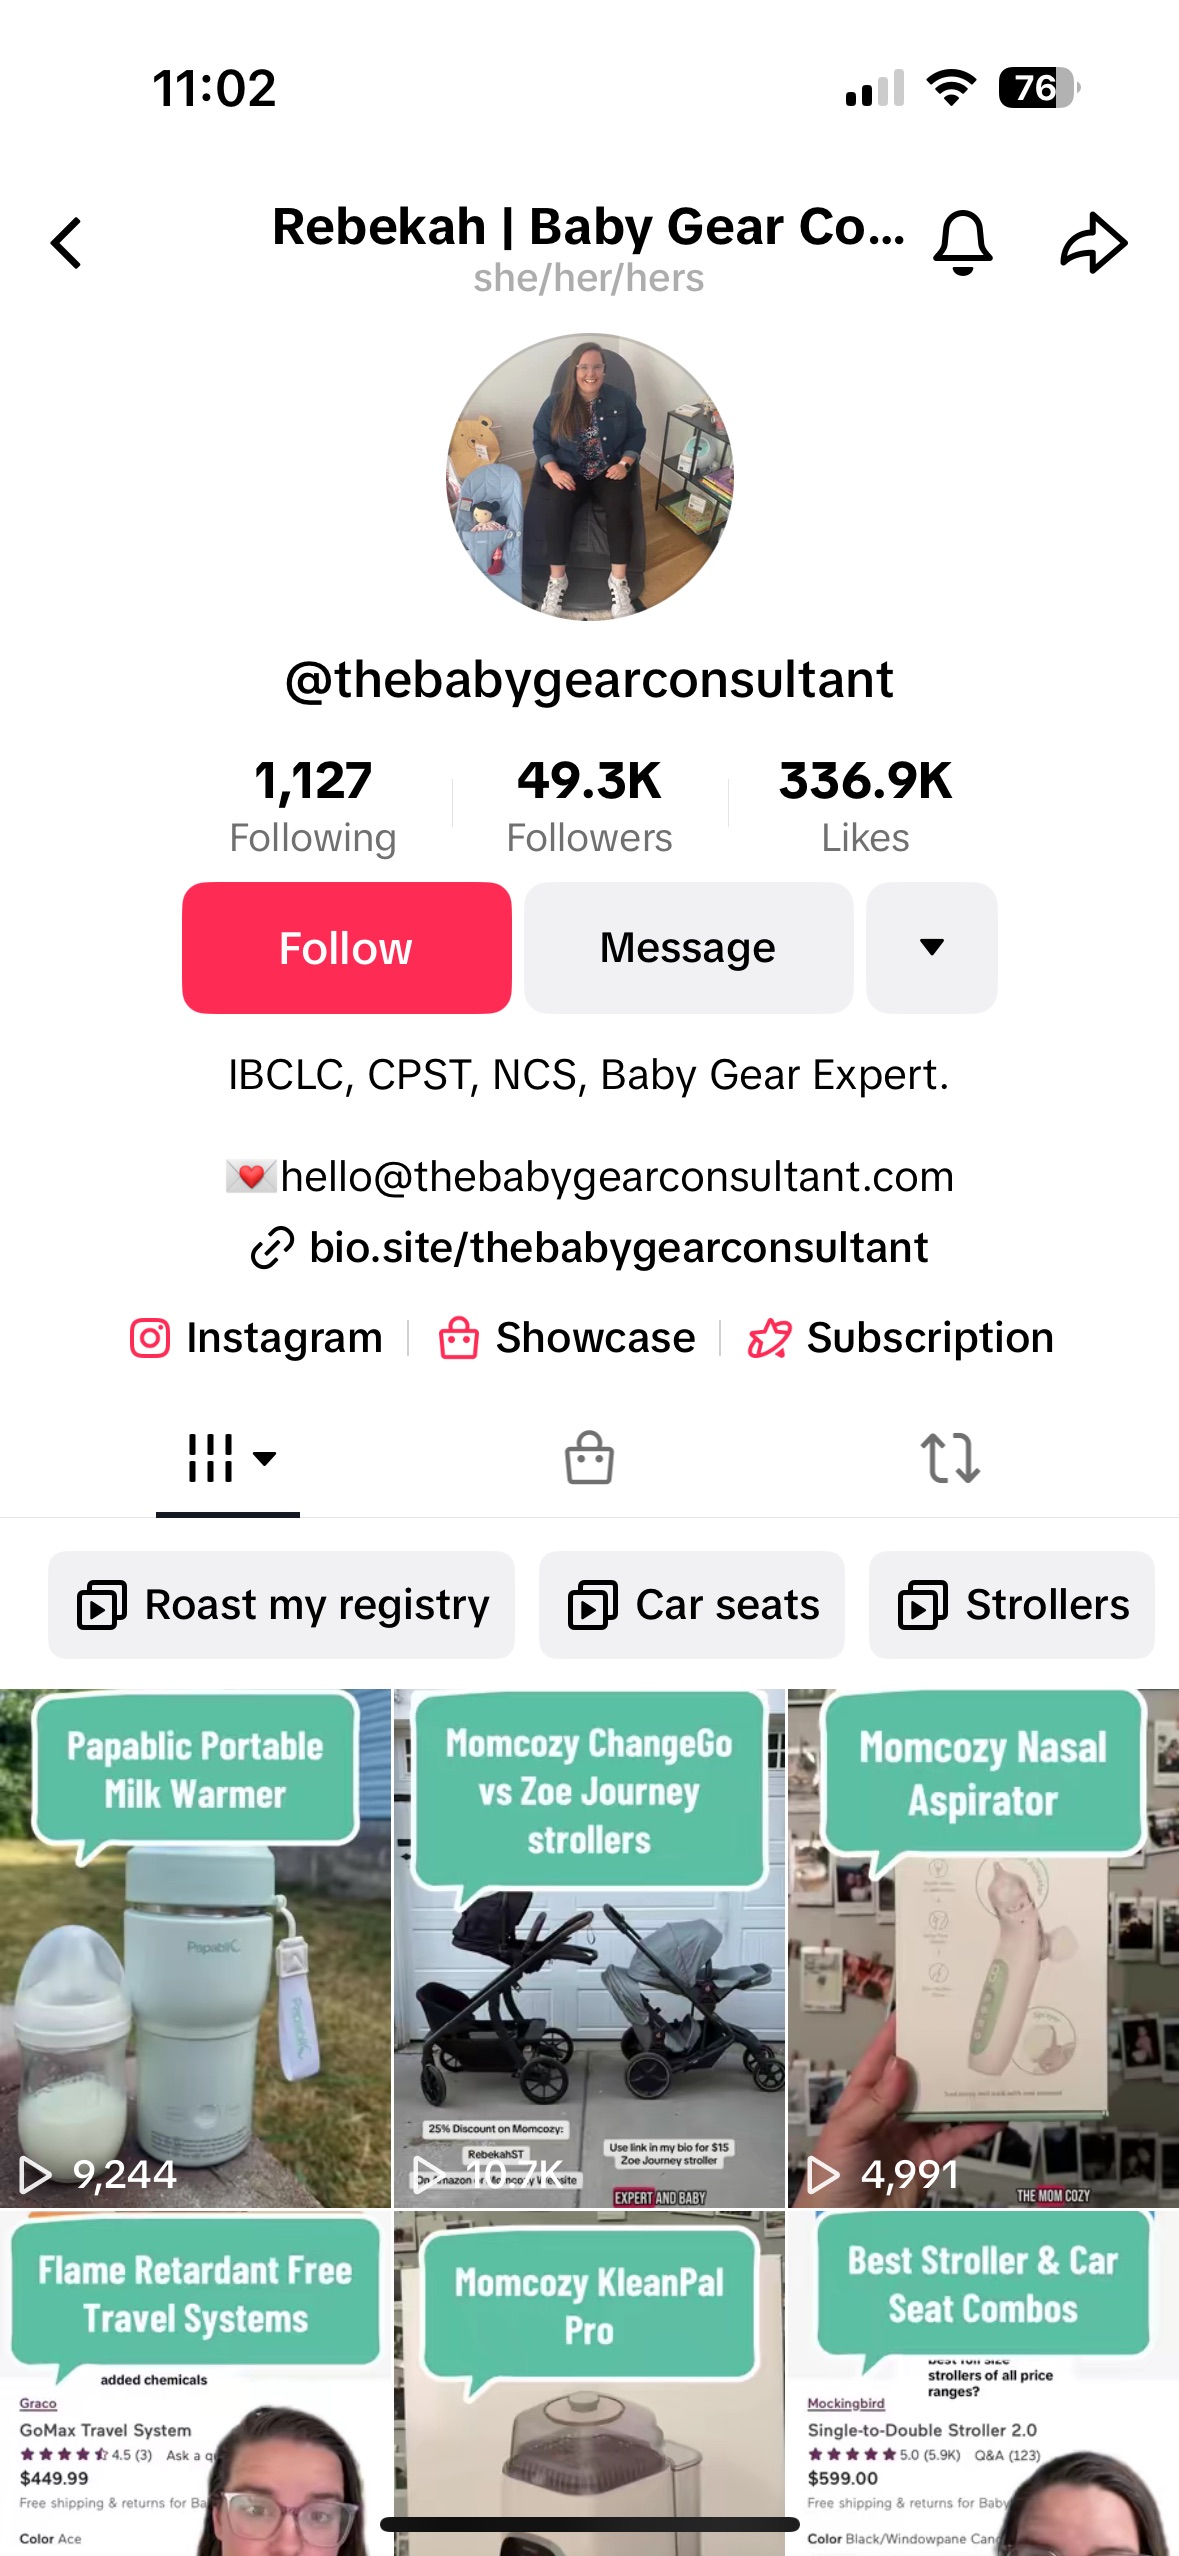 11:02
76
Rebekah | Baby Gear Co...
she/her/hers
@thebabygearconsultant
1,127
49.3K
336.9K
Following
Followers
Likes
Follow
Message
IBCLC, CPST, NCS, Baby Gear Expert.
💌hello@thebabygearconsultant.com
bio.site/thebabygearconsultant
Instagram
Showcase
Subscription
Roast my registry
Car seats
Strollers
Papablic Portable
Milk Warmer
Papablic
9,244
Momcozy ChangeGo
vs Zoe Journey
strollers
25% Discount on Momcozy:
RebekahST
On Amazon or Momcozy Website
10.7K
Use link in my bio for $15
Zoe Journey stroller
EXPERT AND BABY
Momcozy Nasal
Aspirator
4,991
THE MOM COZY
Flame Retardant Free
Travel Systems
added chemicals
Graco
GoMax Travel System
4.5 (3) Ask a
$449.99
Free shipping & returns for
Color Ace
Momcozy KleanPal
Pro
Best Stroller & Car
Seat Combos
best full size
strollers of all price
ranges?
Mockingbird
Single-to-Double Stroller 2.0
5.0 (5.9K) Q&A (123)
$599.00
Free shipping & returns for Baby
Color Black/Windowpane